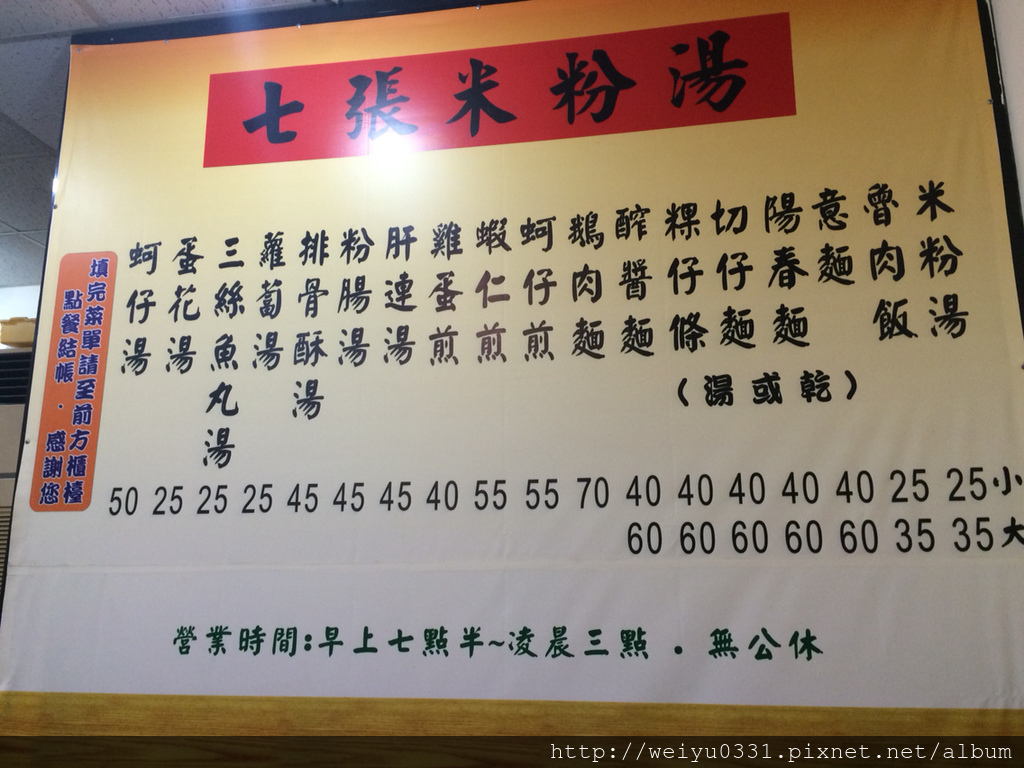 七張米粉湯
米粉湯
魯肉飯
意麵
陽春麵
切仔麵
粿仔條
醡醬麵
鵝肉麵
蚵仔煎
蝦仁煎
雞蛋煎
肝連湯
粉腸湯
排骨酥湯
蘿蔔湯
三絲魚丸湯
蛋花湯
蚵仔湯
(湯或乾)
填完菜單請至前方櫃檯
點餐結帳．感謝您
50 25 25 25 45 45 45 40 55 55 70 40 40 40 40 40 25 25小
60 60 60 60 60 35 35大
營業時間:早上七點半~凌晨三點．無公休
http://weiyu0331.pixnet.net/album